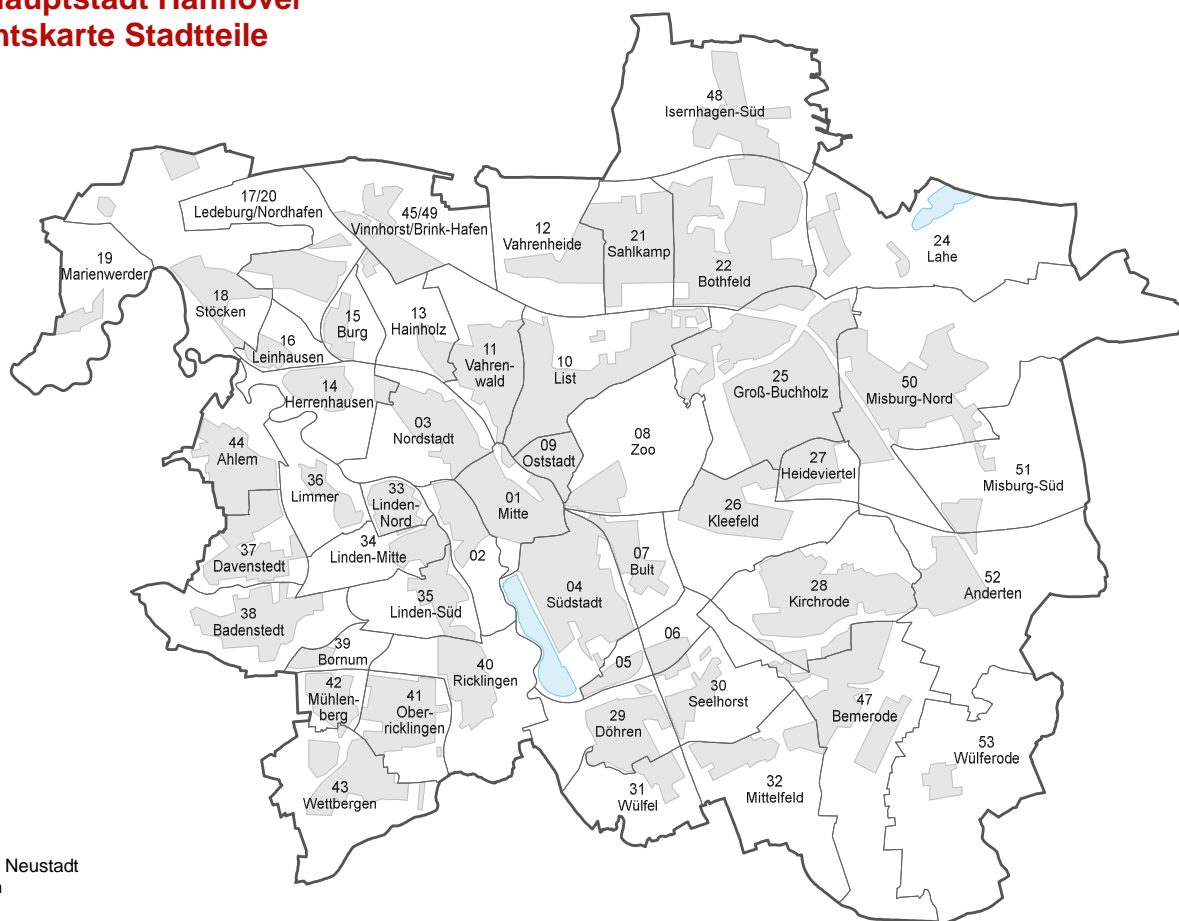 Hauptstadt Hannover
Stadtteile
48
Isernhagen-Süd
17/20
Ledeburg/Nordhafen
45/49
Vinnhorst/Brink-Hafen
12
Vahrenheide
21
Sahlkamp
22
Bothfeld
24
Lahe
19
Marienwerder
18
Stöcken
16
Leinhausen
15
Burg
13
Hainholz
11
Vahren-
wald
10
List
14
Herrenhausen
03
Nordstadt
25
Groß-Buchholz
50
Misburg-Nord
08
Zoo
09
Oststadt
27
Heideviertel
51
Misburg-Süd
44
Ahlem
36
Limmer
33
Linden-
Nord
01
Mitte
26
Kleefeld
34
Linden-Mitte
02
07
Bult
37
Davenstedt
04
Südstadt
28
Kirchrode
52
Anderten
35
Linden-Süd
38
Badenstedt
39
Bornum
06
05
40
Ricklingen
42
Mühlen-
berg
41
Ober-
ricklingen
30
Seelhorst
47
Bemerode
29
Döhren
53
Wülferode
43
Wettbergen
31
Wülfel
32
Mittelfeld
Neustadt